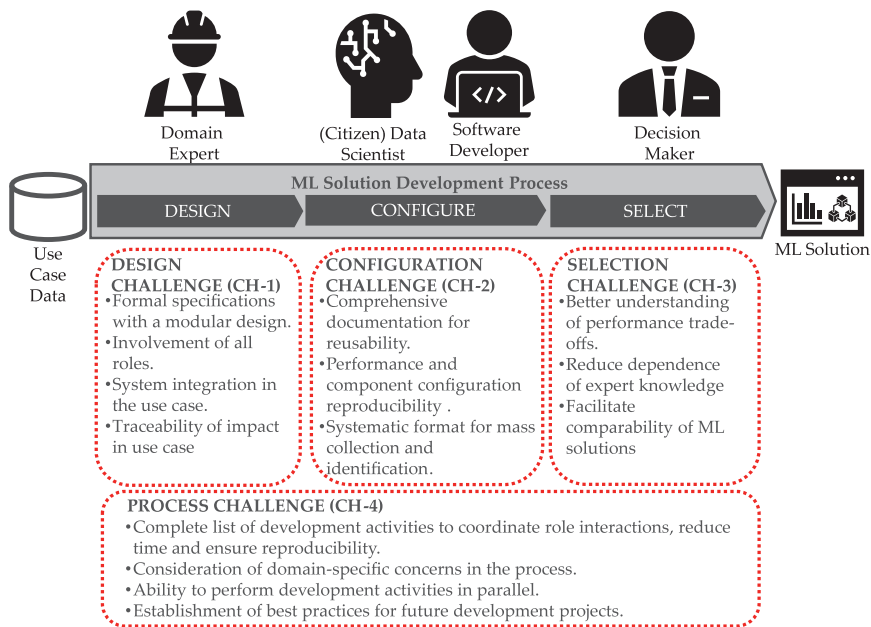 Domain
Expert
(Citizen) Data
Scientist
</>
Software
Developer
Decision
Maker
ML Solution Development Process
DESIGN
CONFIGURE
SELECT
Use
Case
Data
ML Solution
DESIGN
CHALLENGE (CH-1)
•Formal specifications
with a modular design.
•Involvement of all
roles.
•System integration in
the use case.
•Traceability of impact
in use case
CONFIGURATION
CHALLENGE (CH-2)
•Comprehensive
documentation for
reusability.
•Performance and
component configuration
reproducibility .
•Systematic format for mass
collection and
identification.
SELECTION
CHALLENGE (CH-3)
•Better understanding
of performance trade-
offs.
•Reduce dependence
of expert knowledge
•Facilitate
comparability of ML
solutions
PROCESS CHALLENGE (CH-4)
•Complete list of development activities to coordinate role interactions, reduce
time and ensure reproducibility.
•Consideration of domain-specific concerns in the process.
•Ability to perform development activities in parallel.
•Establishment of best practices for future development projects.